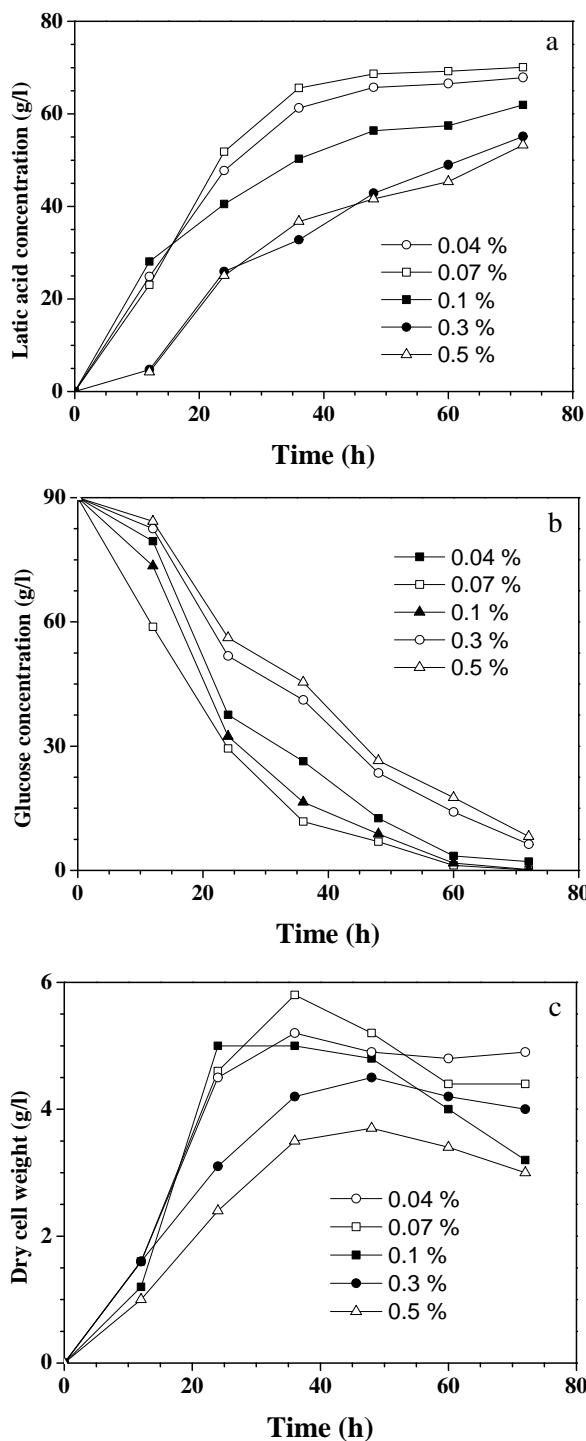 a
80
60
40
20
0
Latic acid concentration (g/l)
0.04 %
0.07 %
0.1 %
0.3 %
0.5 %
0 20 40 60 80
Time (h)
b
90
60
30
0
Glucose concentration (g/l)
0.04 %
0.07 %
0.1 %
0.3 %
0.5 %
0 20 40 60 80
Time (h)
c
6
4
2
0
Dry cell weight (g/l)
0.04 %
0.07 %
0.1 %
0.3 %
0.5 %
0 20 40 60 80
Time (h)